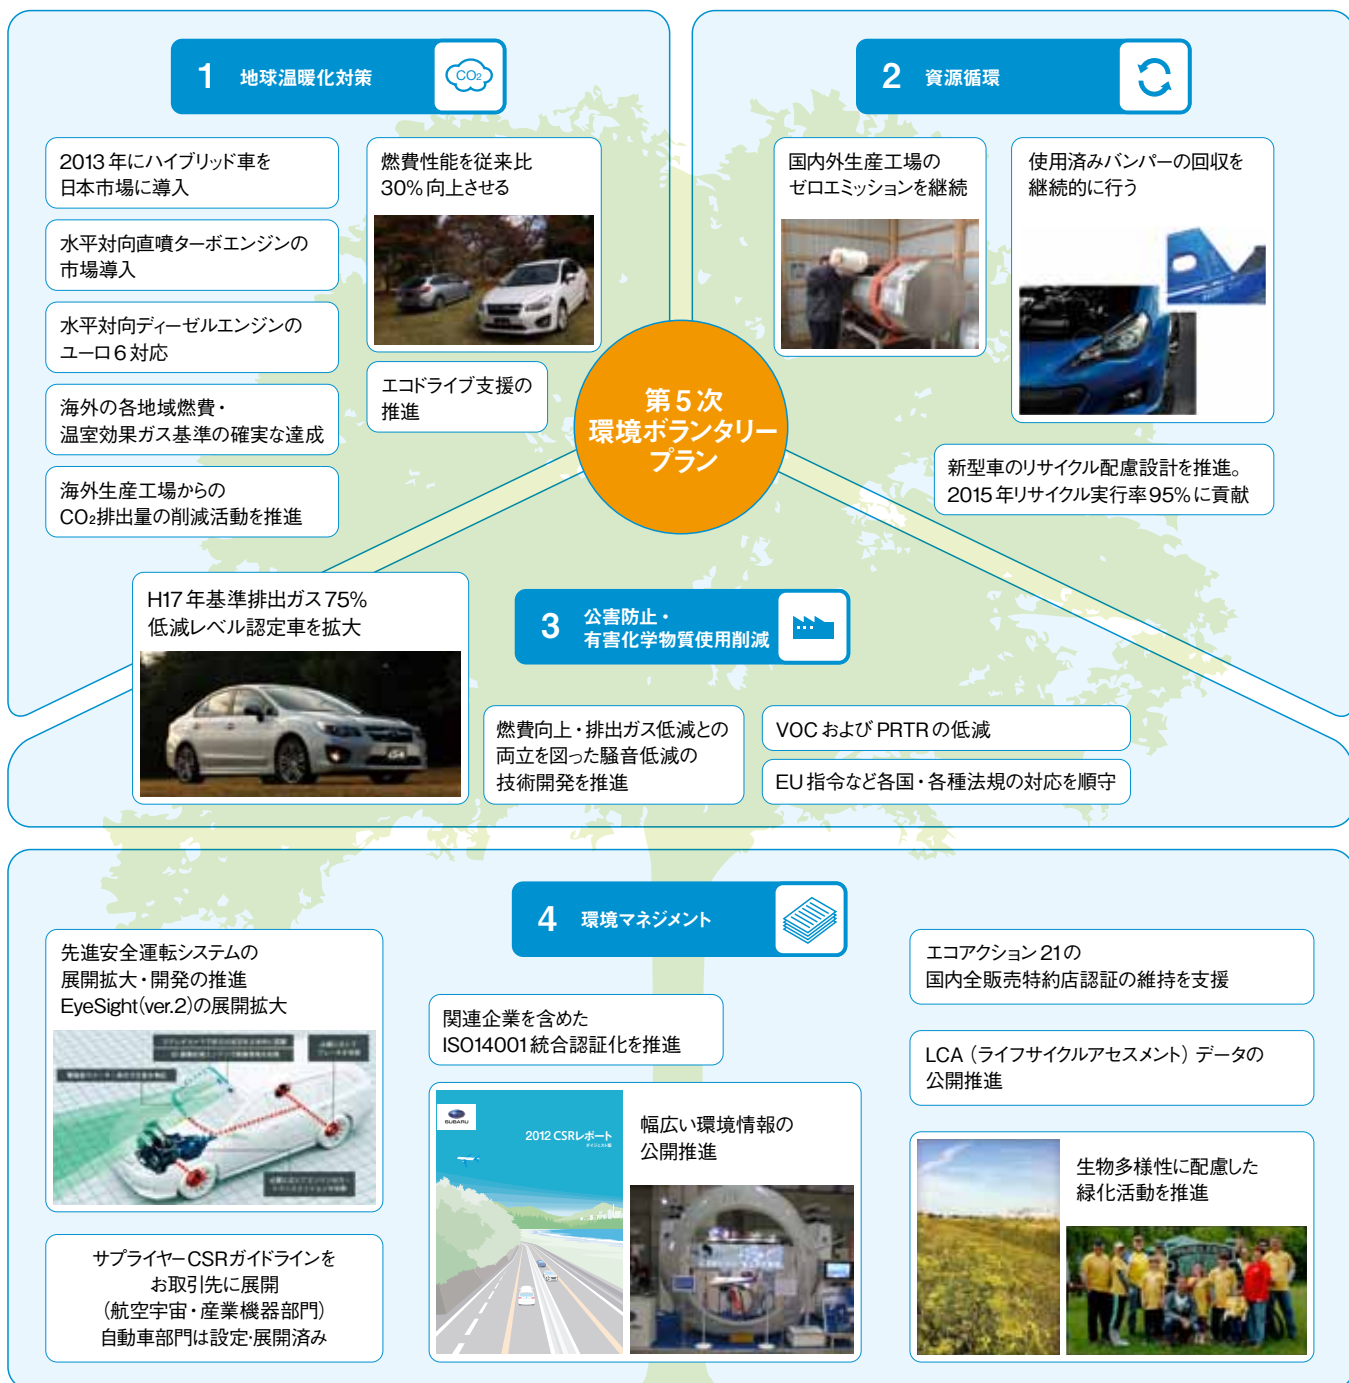 1 地球温暖化対策
CO₂
2013年にハイブリッド車を
日本市場に導入
水平対向直噴ターボエンジンの
市場導入
水平対向ディーゼルエンジンの
ユーロ6対応
海外の各地域燃費・
温室効果ガス基準の確実な達成
海外生産工場からの
CO₂排出量の削減活動を推進
燃費性能を従来比
30%向上させる
エコドライブ支援の
推進
2 資源循環
国内外生産工場の
ゼロエミッションを継続
使用済みバンパーの回収を
継続的に行う
新型車のリサイクル配慮設計を推進。
2015年リサイクル実行率95%に貢献
第5次
環境ボランタリー
プラン
3 公害防止・
有害化学物質使用削減
H17年基準排出ガス75%
低減レベル認定車を拡大
燃費向上・排出ガス低減との
両立を図った騒音低減の
技術開発を推進
VOCおよびPRTRの低減
EU指令など各国・各種法規の対応を順守
4 環境マネジメント
先進安全運転システムの
展開拡大・開発の推進
EyeSight(ver.2)の展開拡大
サプライヤーCSRガイドラインを
お取引先に展開
(航空宇宙・産業機器部門)
自動車部門は設定・展開済み
関連企業を含めた
ISO14001統合認証化を推進
SUBARU
2012 CSRレポート
ダイジェスト版
幅広い環境情報の
公開推進
エコアクション21の
国内全販売特約店認証の維持を支援
LCA（ライフサイクルアセスメント）データの
公開推進
生物多様性に配慮した
緑化活動を推進